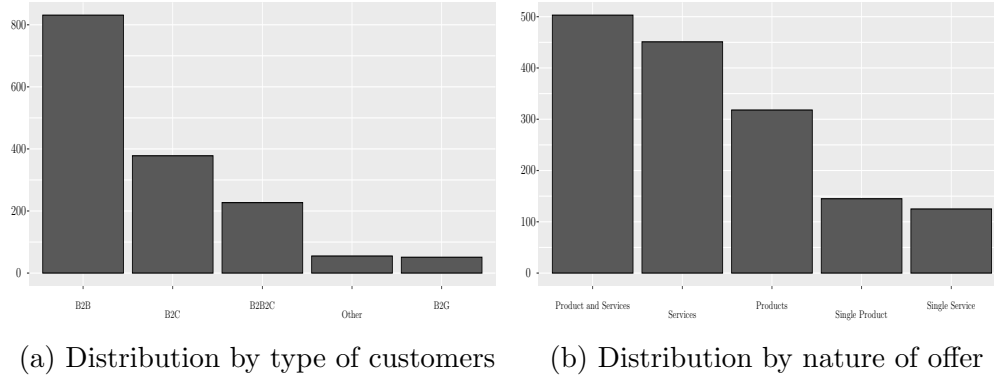 800
600
400
200
0
B2B
B2C
B2B2C
Other
B2G
(a) Distribution by type of customers
500
400
300
200
100
0
Product and Services
Services
Products
Single Product
Single Service
(b) Distribution by nature of offer